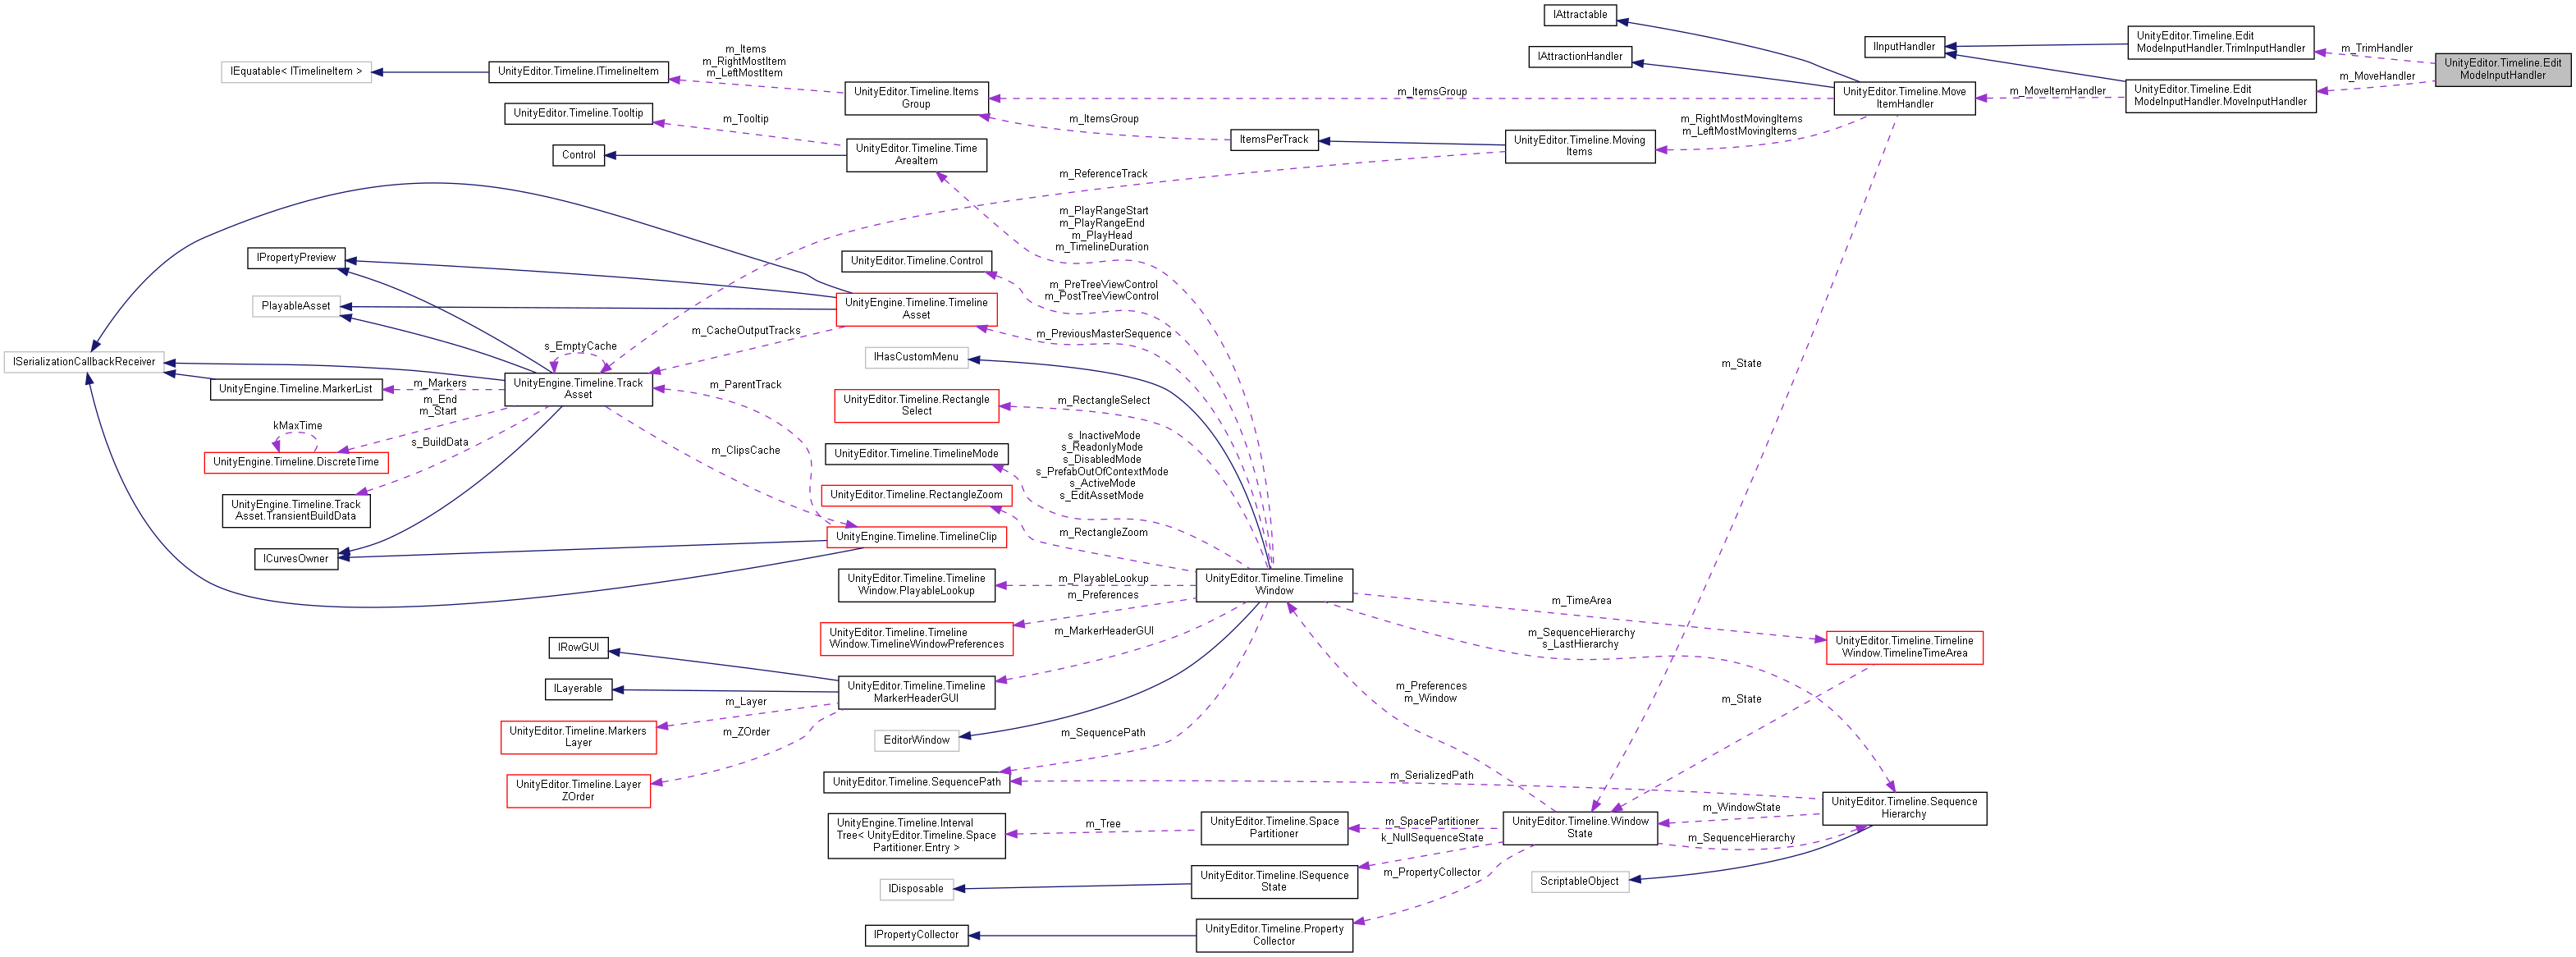 IAttractable
IAttractionHandler
IInputHandler
UnityEditor.Timeline.Edit
ModeInputHandler.TrimInputHandler
m_TrimHandler
UnityEditor.Timeline.Edit
ModeInputHandler
m_MoveHandler
UnityEditor.Timeline.Edit
ModeInputHandler.MoveInputHandler
m_MoveItemHandler
UnityEditor.Timeline.Move
ItemHandler
m_Items
m_RightMostItem
m_LeftMostItem
IEquatable< ITimelineItem >
UnityEditor.Timeline.ITimelineItem
UnityEditor.Timeline.Items
Group
m_ItemsGroup
UnityEditor.Timeline.Tooltip
m_Tooltip
m_ItemsGroup
m_RightMostMovingItems
m_LeftMostMovingItems
ItemsPerTrack
UnityEditor.Timeline.Moving
Items
Control
UnityEditor.Timeline.Time
AreaItem
m_ReferenceTrack
m_PlayRangeStart
m_PlayRangeEnd
m_PlayHead
m_TimelineDuration
IPropertyPreview
UnityEditor.Timeline.Control
m_PreTreeViewControl
m_PostTreeViewControl
PlayableAsset
UnityEngine.Timeline.Timeline
Asset
m_CacheOutputTracks
m_PreviousMasterSequence
s_EmptyCache
ISerializationCallbackReceiver
IHasCustomMenu
m_State
UnityEngine.Timeline.MarkerList
m_Markers
UnityEngine.Timeline.Track
Asset
m_ParentTrack
m_End
m_Start
UnityEditor.Timeline.Rectangle
Select
m_RectangleSelect
kMaxTime
s_BuildData
UnityEngine.Timeline.DiscreteTime
m_ClipsCache
UnityEditor.Timeline.TimelineMode
s_InactiveMode
s_ReadonlyMode
s_DisabledMode
s_PrefabOutOfContextMode
s_ActiveMode
s_EditAssetMode
UnityEngine.Timeline.Track
Asset.TransientBuildData
UnityEditor.Timeline.RectangleZoom
m_RectangleZoom
UnityEngine.Timeline.TimelineClip
ICurvesOwner
UnityEditor.Timeline.Timeline
Window.PlayableLookup
m_PlayableLookup
m_Preferences
UnityEditor.Timeline.Timeline
Window
m_TimeArea
UnityEditor.Timeline.Timeline
Window.TimelineWindowPreferences
m_MarkerHeaderGUI
m_SequenceHierarchy
s_LastHierarchy
UnityEditor.Timeline.Timeline
Window.TimelineTimeArea
IRowGUI
ILayerable
UnityEditor.Timeline.Timeline
MarkerHeaderGUI
m_Preferences
m_Window
m_State
m_Layer
UnityEditor.Timeline.Markers
Layer
m_ZOrder
EditorWindow
m_SequencePath
UnityEditor.Timeline.Layer
ZOrder
UnityEditor.Timeline.SequencePath
m_SerializedPath
UnityEngine.Timeline.Interval
Tree< UnityEditor.Timeline.Space
Partitioner.Entry >
m_Tree
UnityEditor.Timeline.Space
Partitioner
m_SpacePartitioner
k_NullSequenceState
UnityEditor.Timeline.Window
State
m_WindowState
m_SequenceHierarchy
UnityEditor.Timeline.Sequence
Hierarchy
m_PropertyCollector
IDisposable
UnityEditor.Timeline.ISequence
State
ScriptableObject
IPropertyCollector
UnityEditor.Timeline.Property
Collector